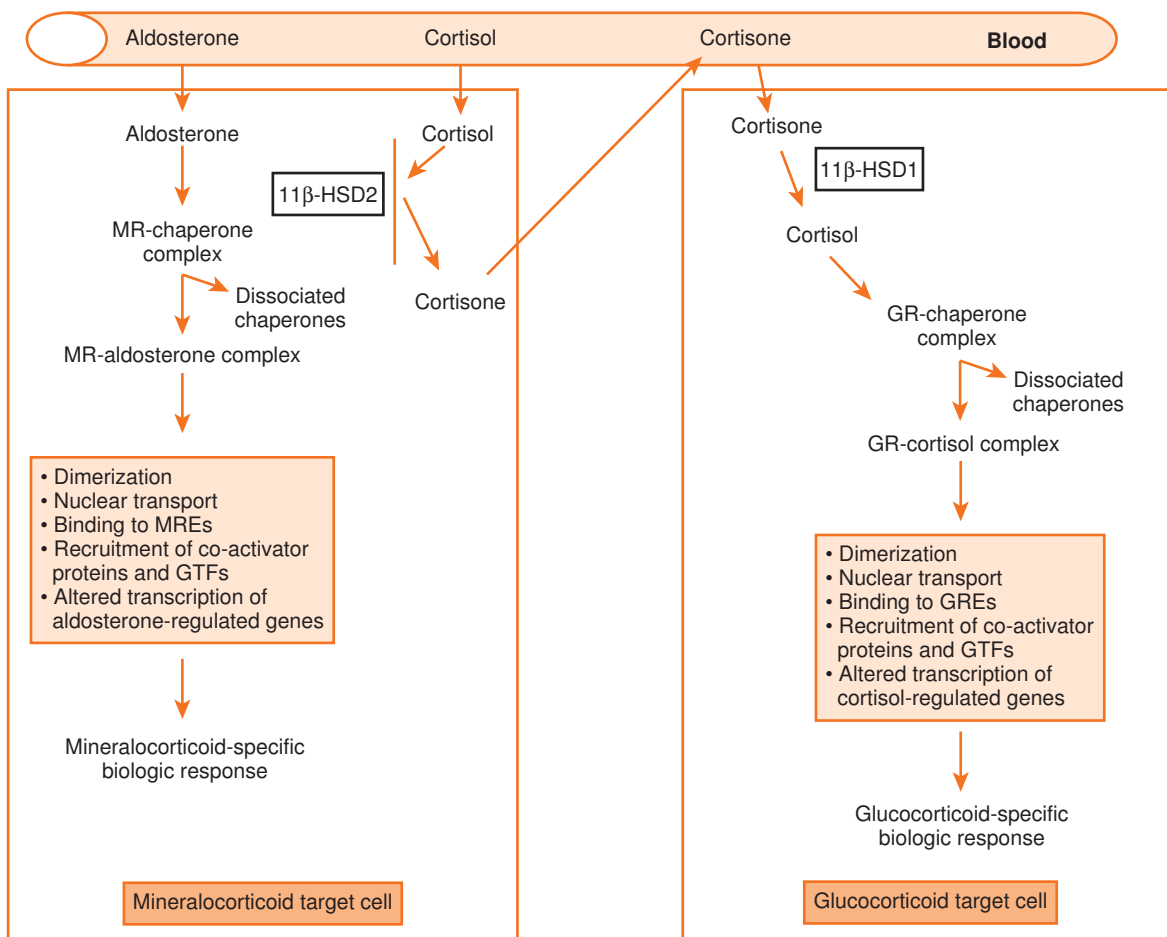 Aldosterone
Cortisol
Cortisone
Blood
Aldosterone
Cortisol
11β-HSD2
MR-chaperone
complex
Dissociated
chaperones
Cortisone
MR-aldosterone complex
• Dimerization
• Nuclear transport
• Binding to MREs
• Recruitment of co-activator
proteins and GTFs
• Altered transcription of
aldosterone-regulated genes
Mineralocorticoid-specific
biologic response
Mineralocorticoid target cell
Cortisone
11β-HSD1
Cortisol
GR-chaperone
complex
Dissociated
chaperones
GR-cortisol complex
• Dimerization
• Nuclear transport
• Binding to GREs
• Recruitment of co-activator
proteins and GTFs
• Altered transcription of
cortisol-regulated genes
Glucocorticoid-specific
biologic response
Glucocorticoid target cell